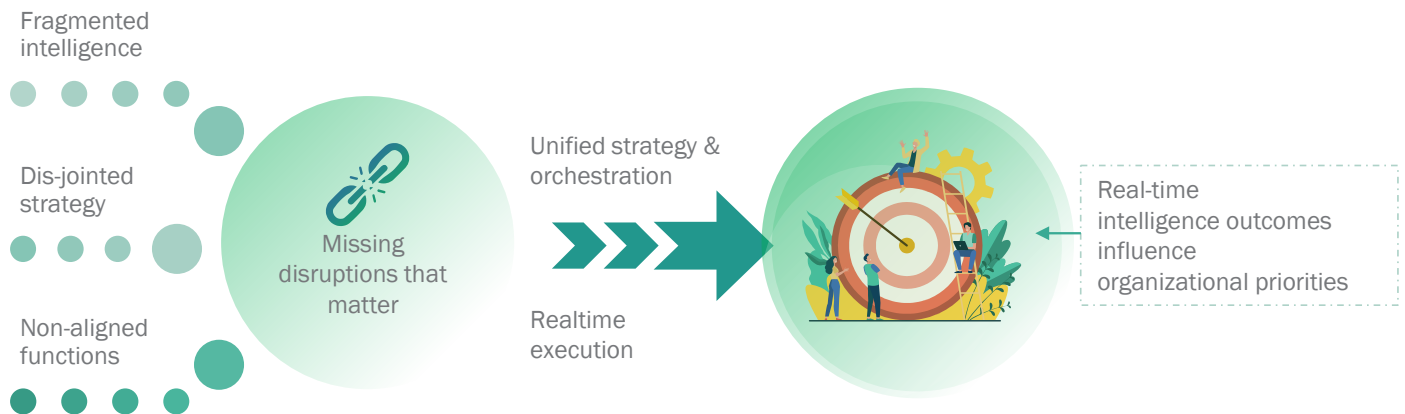 Fragmented
intelligence
Dis-jointed
strategy
Non-aligned
functions
Missing
disruptions that
matter
Unified strategy &
orchestration
Realtime
execution
Real-time
intelligence outcomes
influence
organizational priorities